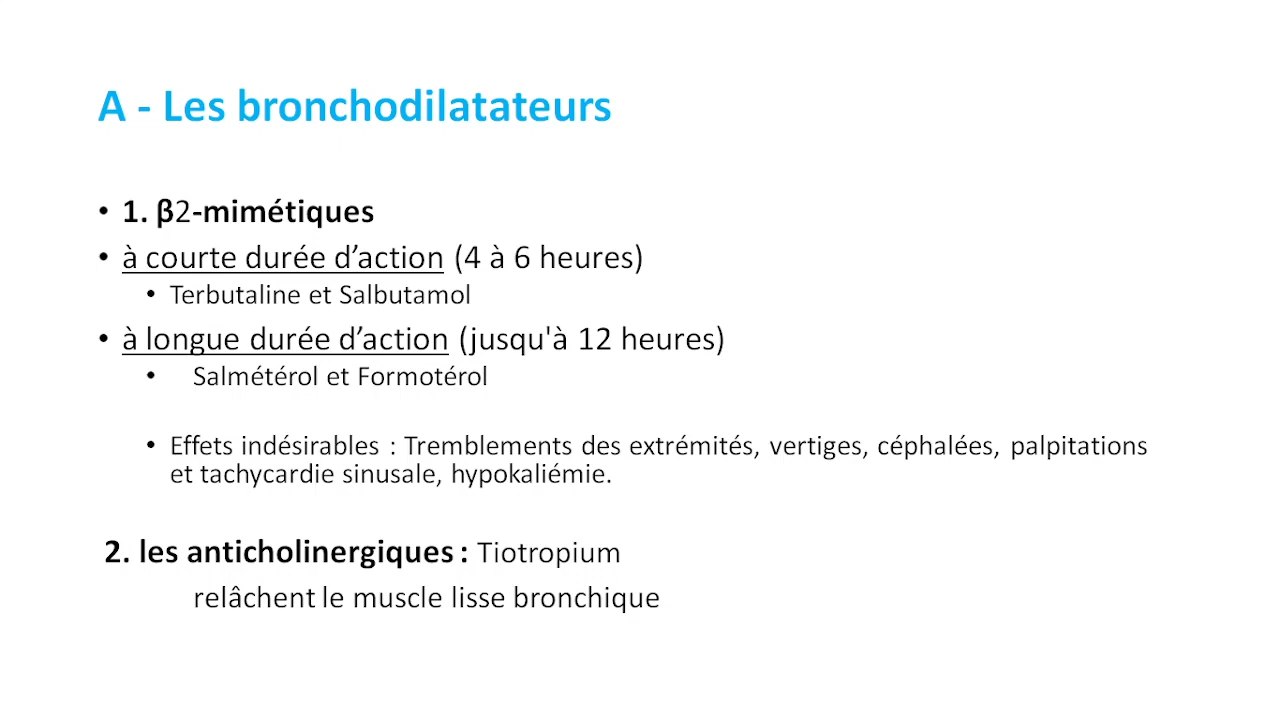 A - Les bronchodilatateurs
• 1. β2-mimétiques
• à courte durée d’action (4 à 6 heures)
• Terbutaline et Salbutamol
• à longue durée d’action (jusqu'à 12 heures)
• Salmétérol et Formotérol
• Effets indésirables : Tremblements des extrémités, vertiges, céphalées, palpitations
et tachycardie sinusale, hypokaliémie.
2. les anticholinergiques : Tiotropium
relâchent le muscle lisse bronchique